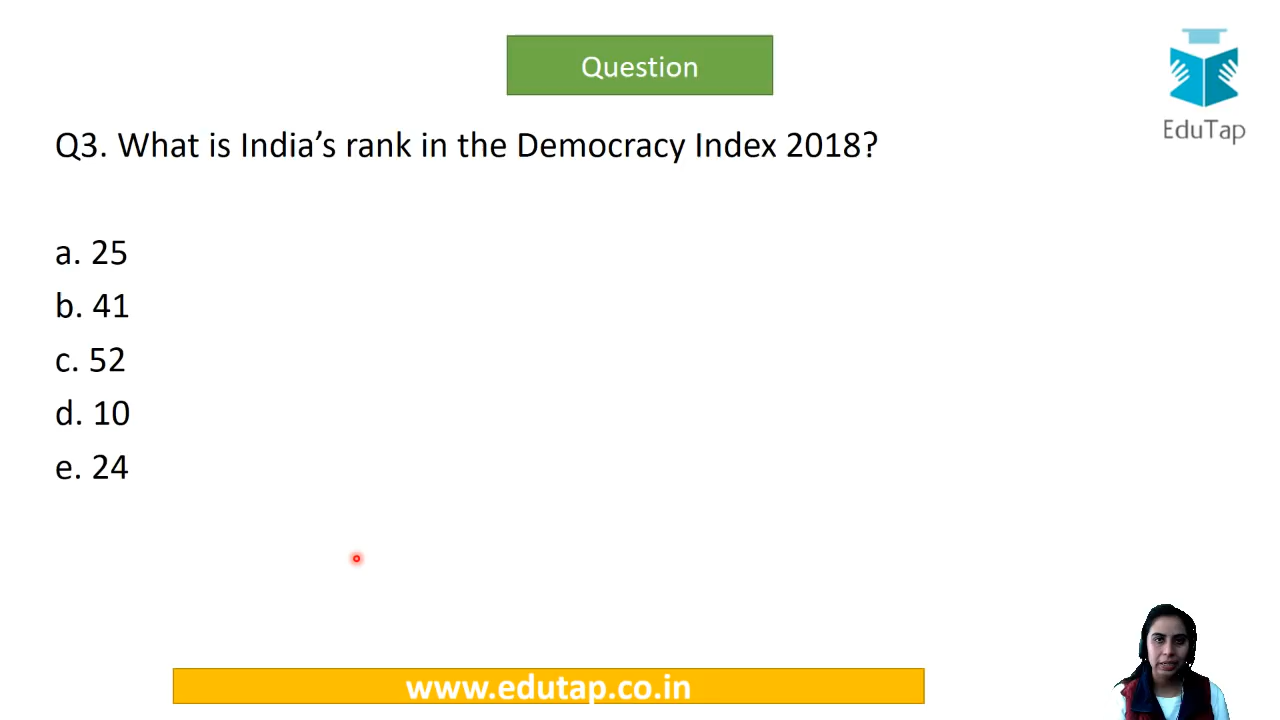 Question
EduTap
Q3. What is India’s rank in the Democracy Index 2018?
a. 25
b. 41
c. 52
d. 10
e. 24
www.edutap.co.in